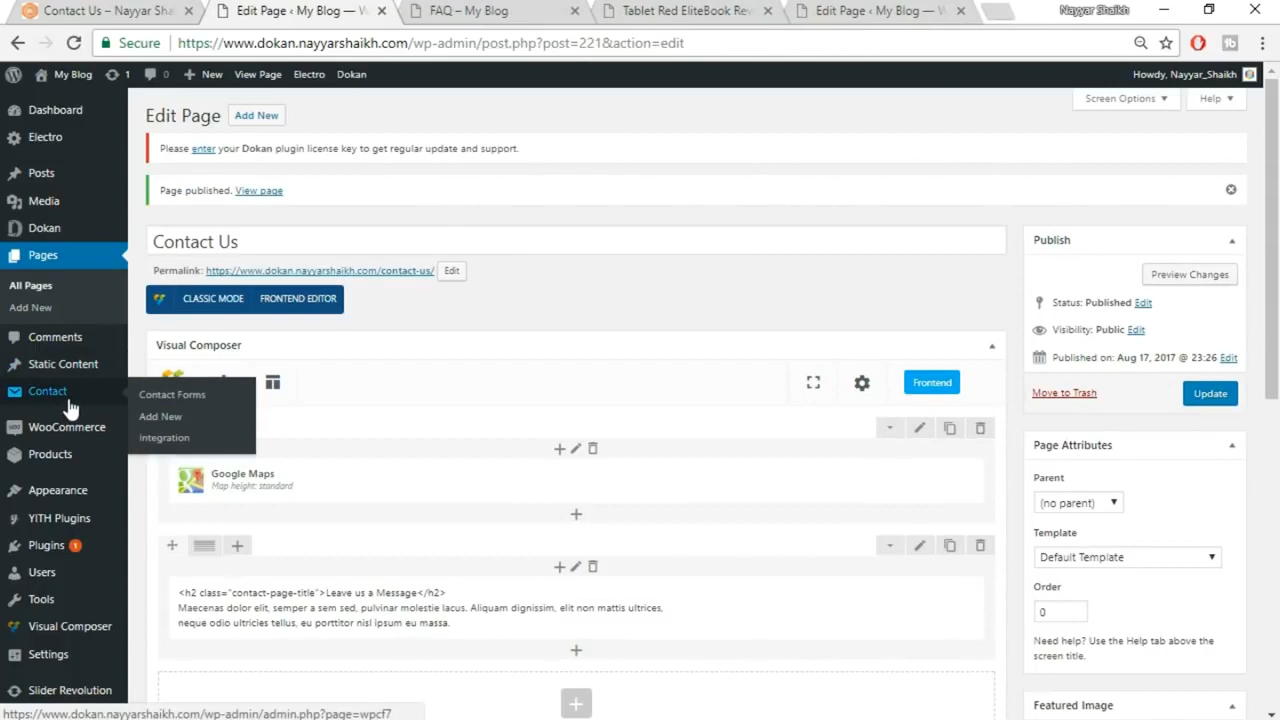 Contact Us – Nayyar Sha
Edit Page ‹ My Blog — W
FAQ – My Blog
Tablet Red EliteBook Rev
Edit Page ‹ My Blog — W
Nayyar Shaikh
Secure
https://www.dokan.nayyarshaikh.com/wp-admin/post.php?post=221&action=edit
My Blog
1
0
New
View Page
Electro
Dokan
Howdy, Nayyar_Shaikh
Dashboard
Electro
Posts
Media
Dokan
Pages
All Pages
Add New
Comments
Static Content
Contact
Contact Forms
Add New
Integration
WooCommerce
Products
Appearance
YITH Plugins
Plugins 1
Users
Tools
Visual Composer
Settings
Slider Revolution
https://www.dokan.nayyarshaikh.com/wp-admin/admin.php?page=wpcf7
Screen Options
Help
Edit Page
Add New
Please enter your Dokan plugin license key to get regular update and support.
Page published. View page
Contact Us
Permalink: https://www.dokan.nayyarshaikh.com/contact-us/ Edit
CLASSIC MODE
FRONTEND EDITOR
Visual Composer
Frontend
Google Maps
Map height: standard
<h2 class="contact-page-title">Leave us a Message</h2>
Maecenas dolor elit, semper a sem sed, pulvinar molestie lacus. Aliquam dignissim, elit non mattis ultrices,
neque odio ultricies tellus, eu porttitor nisl ipsum eu massa.
Publish
Preview Changes
Status: Published Edit
Visibility: Public Edit
Published on: Aug 17, 2017 @ 23:26 Edit
Move to Trash
Update
Page Attributes
Parent
(no parent)
Template
Default Template
Order
0
Need help? Use the Help tab above the
screen title.
Featured Image